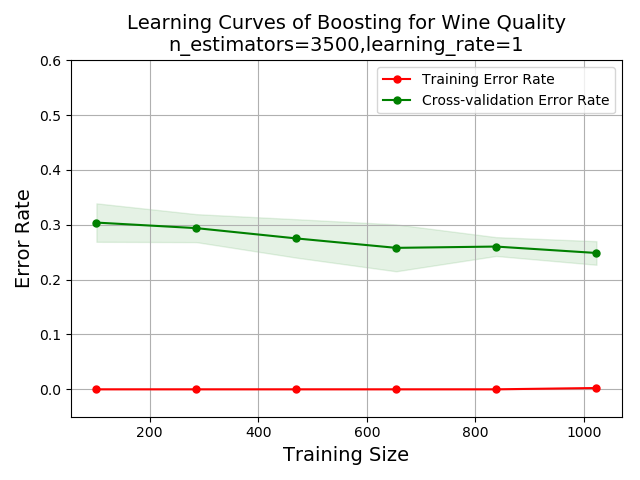 Learning Curves of Boosting for Wine Quality
n_estimators=3500,learning_rate=1
Training Error Rate
Cross-validation Error Rate
Error Rate
0.6
0.5
0.4
0.3
0.2
0.1
0.0
200 400 600 800 1000
Training Size